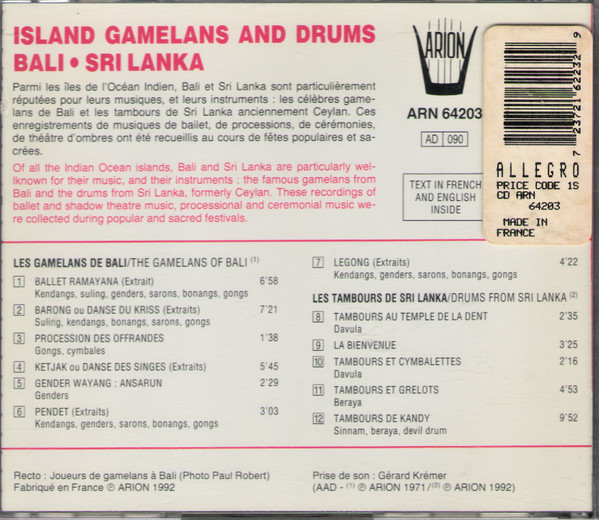 ISLAND GAMELANS AND DRUMS
BALI • SRI LANKA
Parmi les îles de l'Océan Indien, Bali et Sri Lanka sont particulièrement
réputées pour leurs musiques, et leurs instruments : les célèbres game-
lans de Bali et les tambours de Sri Lanka anciennement Ceylan. Ces
enregistrements de musiques de ballet, de processions, de cérémonies,
de théâtre d'ombres ont été recueillis au cours de fêtes populaires et sa-
crées.
Of all the Indian Ocean islands, Bali and Sri Lanka are particularly wel-
lknown for their music, and their instruments : the famous gamelans from
Bali and the drums from Sri Lanka, formerly Ceylan. These recordings of
ballet and shadow theatre music, processional and ceremonial music we-
re collected during popular and sacred festivals.
ARION
ARN 64203
AD 090
TEXT IN FRENCH
AND ENGLISH
INSIDE
7 23721 62232 9
ALLEGRO
PRICE CODE 1S
CD ARN
64203
MADE IN
FRANCE
LES GAMELANS DE BALI/THE GAMELANS OF BALI (1)
1 BALLET RAMAYANA (Extrait) 6'58
Kendangs, suling, genders, sarons, bonangs, gongs
2 BARONG ou DANSE DU KRISS (Extraits) 7'21
Suling, kendangs, bonangs, sarons, gongs
3 PROCESSION DES OFFRANDES 1'38
Gongs, cymbales
4 KETJAK ou DANSE DES SINGES (Extraits) 5'45
5 GENDER WAYANG : ANSARUN 2'29
Genders
6 PENDET (Extraits) 3'03
Kendangs, genders, sarons, bonangs, gongs
7 LEGONG (Extraits) 4'22
Kendangs, genders, sarons, bonangs, gongs
LES TAMBOURS DE SRI LANKA/DRUMS FROM SRI LANKA (2)
8 TAMBOURS AU TEMPLE DE LA DENT 2'35
Davula
9 LA BIENVENUE 3'25
10 TAMBOURS ET CYMBALETTES 2'16
Davula
11 TAMBOURS ET GRELOTS 4'53
Beraya
12 TAMBOURS DE KANDY 9'52
Sinnam, beraya, devil drum
Recto : Joueurs de gamelans à Bali (Photo Paul Robert)
Fabriqué en France ℗ ARION 1992
Prise de son : Gérard Krémer
(AAD - (1) ℗ ARION 1971/(2) ℗ ARION 1992)